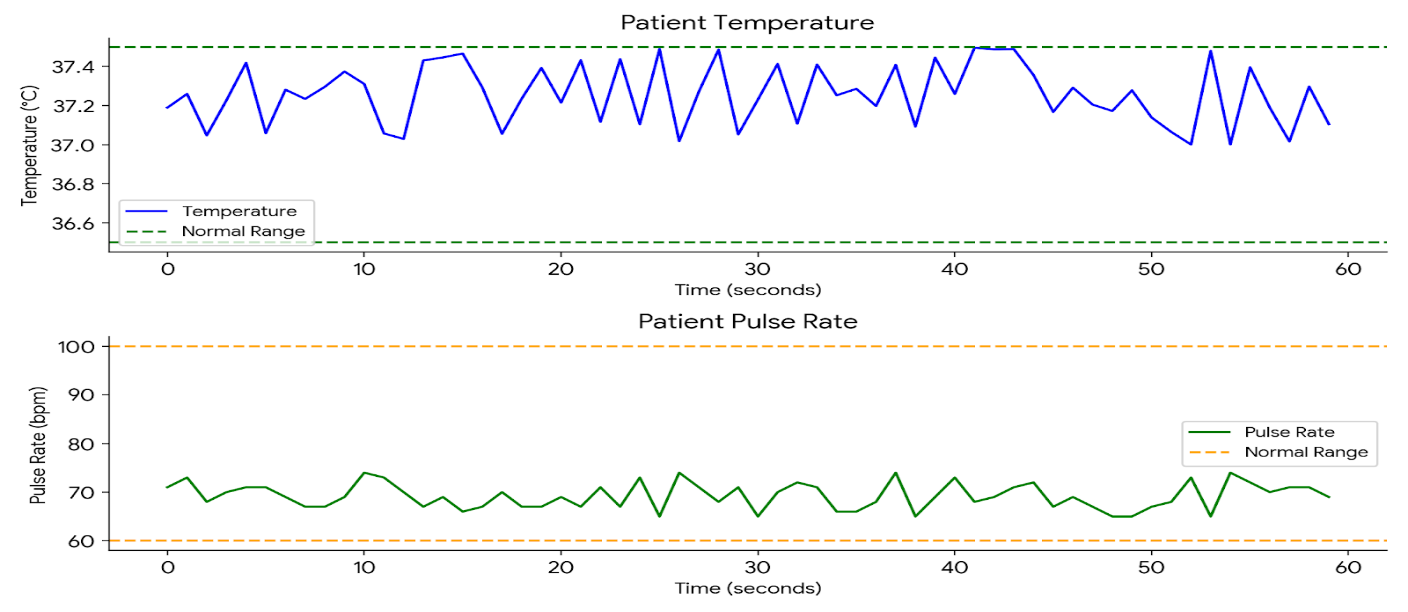 Patient Temperature
Temperature (°C)
37.4
37.2
37.0
36.8
36.6
Temperature
Normal Range
0 10 20 30 40 50 60
Time (seconds)
Patient Pulse Rate
Pulse Rate (bpm)
100
90
80
70
60
Pulse Rate
Normal Range
0 10 20 30 40 50 60
Time (seconds)